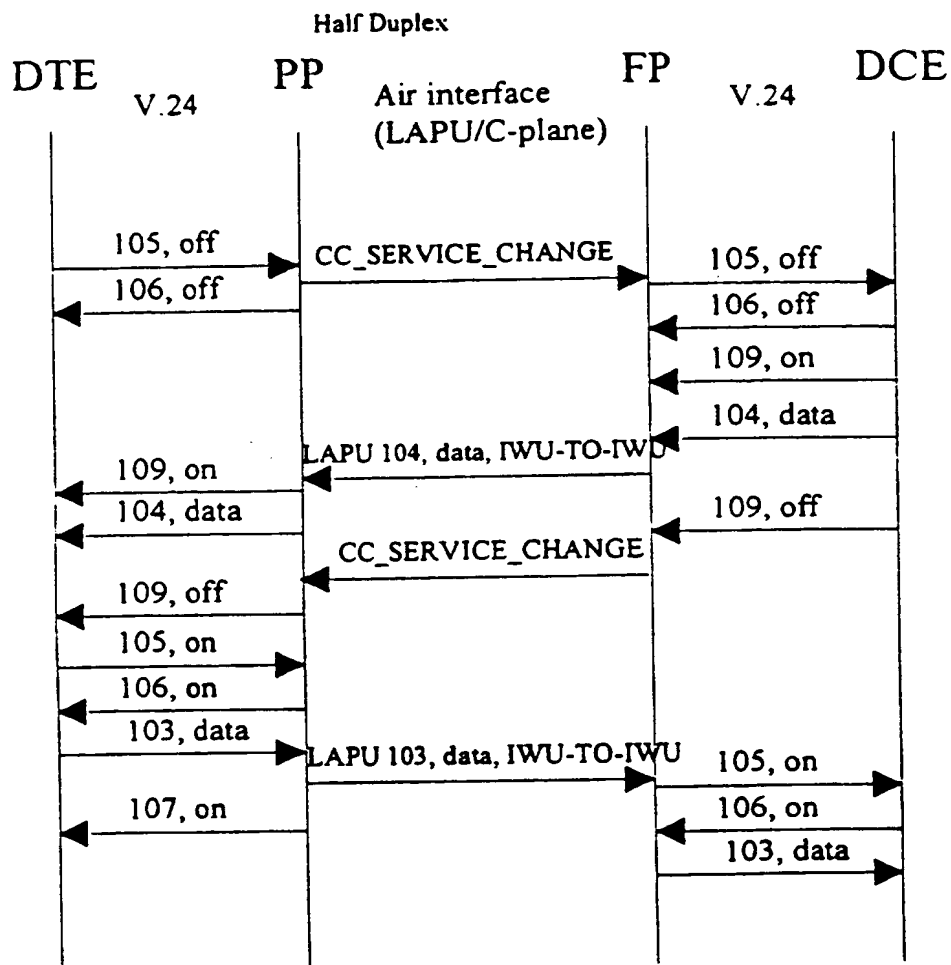 Half Duplex
DTE PP FP DCE
V.24 Air interface V.24
(LAPU/C-plane)
105, off CC_SERVICE_CHANGE 105, off
106, off 106, off
109, on
104, data
LAPU 104, data, IWU-TO-IWU
109, on
104, data 109, off
CC_SERVICE_CHANGE
109, off
105, on
106, on
103, data LAPU 103, data, IWU-TO-IWU 105, on
107, on 106, on
103, data